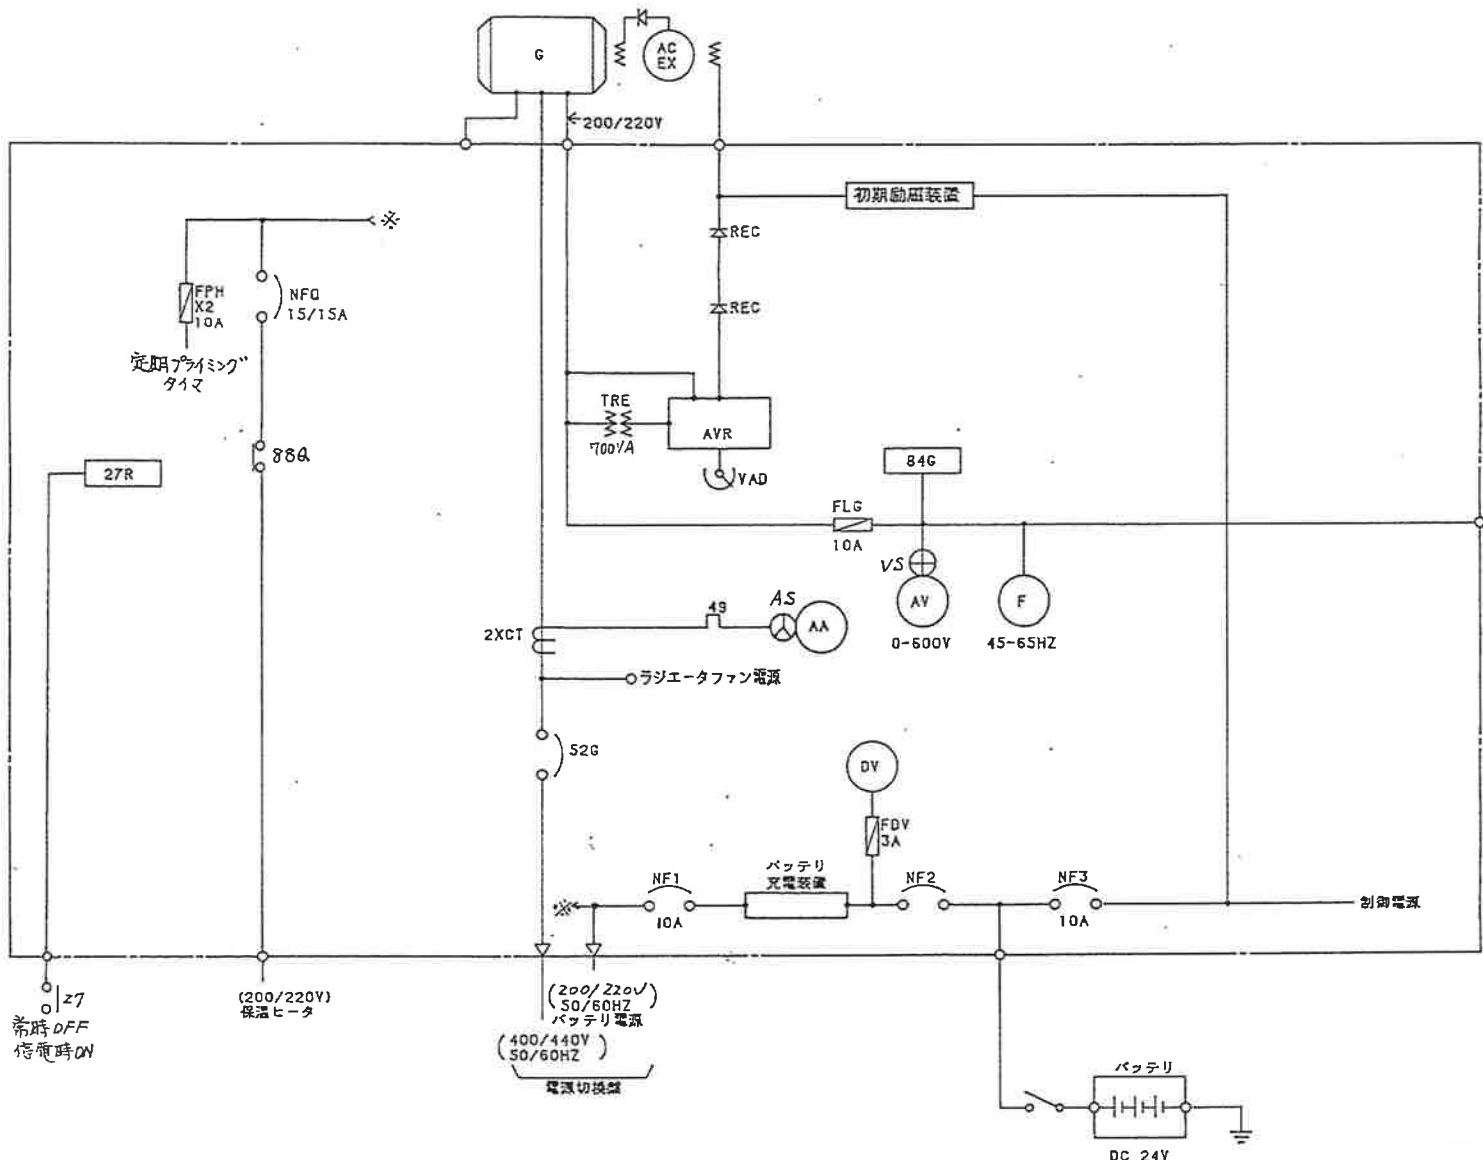 G
AC
EX
200/220V
初期励磁装置
※
REC
FPH
X2
10A
NFQ
15/15A
REC
定期プライミング
タイマ
TRE
700VA
AVR
88Q
27R
VAD
84G
FLG
10A
VS
AV
F
0-600V
45-65HZ
49
AS
AA
2XCT
ラジエータファン電源
52G
DV
FDV
3A
バッテリ
充電装置
NF1
NF2
NF3
※
10A
10A
制御電源
27
常時OFF
停電時ON
(200/220V)
保温ヒータ
(200/220V
50/60HZ)
バッテリ電源
(400/440V
50/60HZ)
電源切換盤
バッテリ
DC 24V